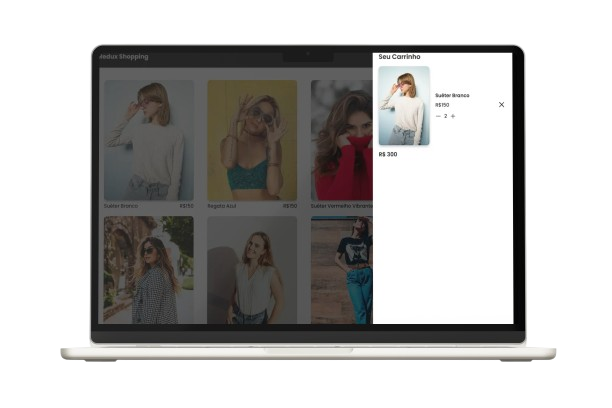 Redux Shopping
Seu Carrinho
Suéter Branco
R$150
— 2 +
R$ 300
Suéter Branco R$150
Regata Azul R$150
Suéter Vermelho Vibrante